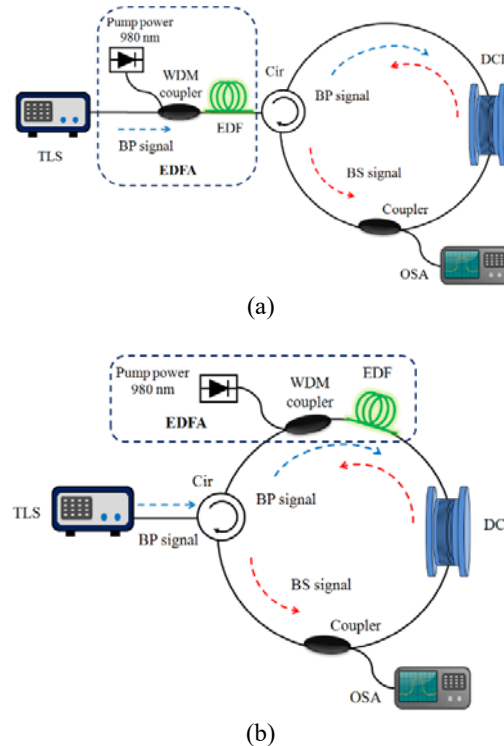 Pump power
980 nm
WDM
coupler
Cir
BP signal
DCF
TLS
BP signal
EDF
EDFA
BS signal
Coupler
OSA
(a)
Pump power
980 nm
WDM
coupler
EDF
EDFA
Cir
TLS
BP signal
BP signal
DC
BS signal
Coupler
OSA
(b)